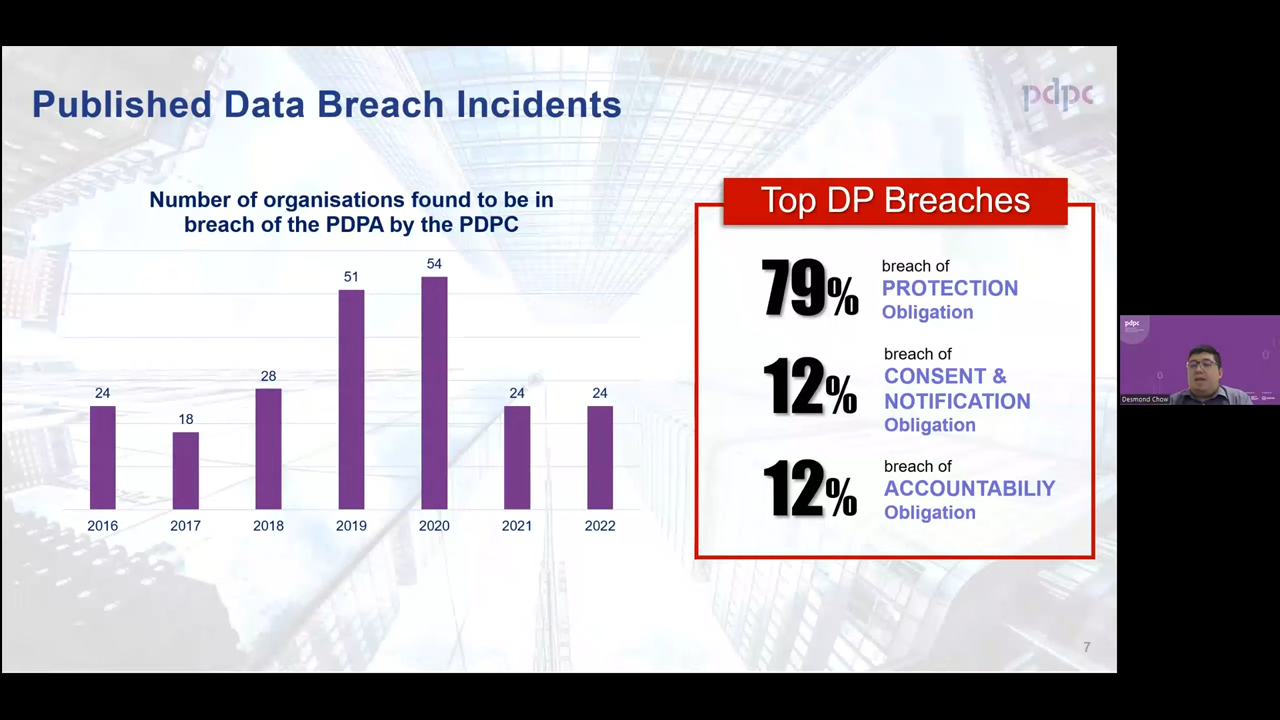 Published Data Breach Incidents
pdpc
Number of organisations found to be in
breach of the PDPA by the PDPC
24
18
28
51
54
24
24
2016
2017
2018
2019
2020
2021
2022
Top DP Breaches
79%
breach of
PROTECTION
Obligation
12%
breach of
CONSENT &
NOTIFICATION
Obligation
12%
breach of
ACCOUNTABILIY
Obligation
7
pdpc
Desmond Chow